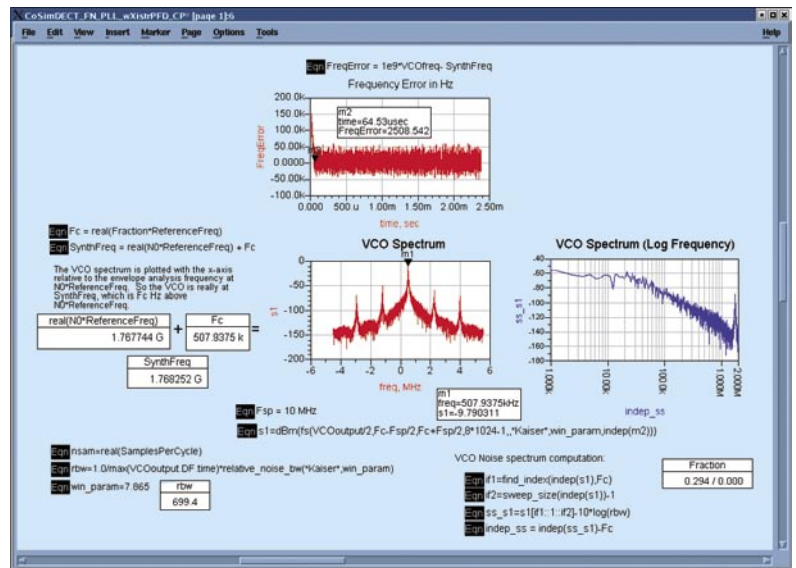 CoSimDECT_FN_PLL_wXistrPFD_CP* [page 1]:6
File Edit View Insert Marker Page Options Tools Help
Eqn FreqError = 1e9*VCOfreq- SynthFreq
Frequency Error in Hz
200.0k
150.0k
100.0k
50.00k
0.0000
-50.00k
-100.0k
FreqError
m2
time=64.53usec
FreqError=2508.542
0.000 500 u 1.00m 1.50m 2.00m 2.50m
time, sec
Eqn Fc = real(Fraction*ReferenceFreq)
Eqn SynthFreq = real(N0*ReferenceFreq) + Fc
The VCO spectrum is plotted with the x-axis
relative to the envelope analysis frequency at
N0*ReferenceFreq. So the VCO is really at
SynthFreq, which is Fc Hz above
N0*ReferenceFreq.
real(N0*ReferenceFreq)
1.767744 G
+
Fc
507.9375 k
=
SynthFreq
1.768252 G
VCO Spectrum
m1
0
-50
-100
-150
-200
s1
-6 -4 -2 0 2 4 6
freq, MHz
m1
freq=507.9375kHz
s1=-9.790311
VCO Spectrum (Log Frequency)
-40
-60
-80
-100
-120
-140
-160
-180
ss_s1
1.000k 10.00k 100.0k 1.000M 2.000M
indep_ss
Eqn Fsp = 10 MHz
Eqn s1=dBm(fs(VCOoutput/2,Fc-Fsp/2,Fc+Fsp/2,8*1024-1,,"Kaiser",win_param,indep(m2)))
Eqn nsam=real(SamplesPerCycle)
Eqn rbw=1.0/max(VCOoutput.DF.time)*relative_noise_bw("Kaiser",win_param)
Eqn win_param=7.865
rbw
699.4
VCO Noise spectrum computation:
Eqn if1=find_index(indep(s1),Fc)
Eqn if2=sweep_size(indep(s1))-1
Eqn ss_s1=s1[if1::1::if2]-10*log(rbw)
Eqn indep_ss = indep(ss_s1)-Fc
Fraction
0.294 / 0.000